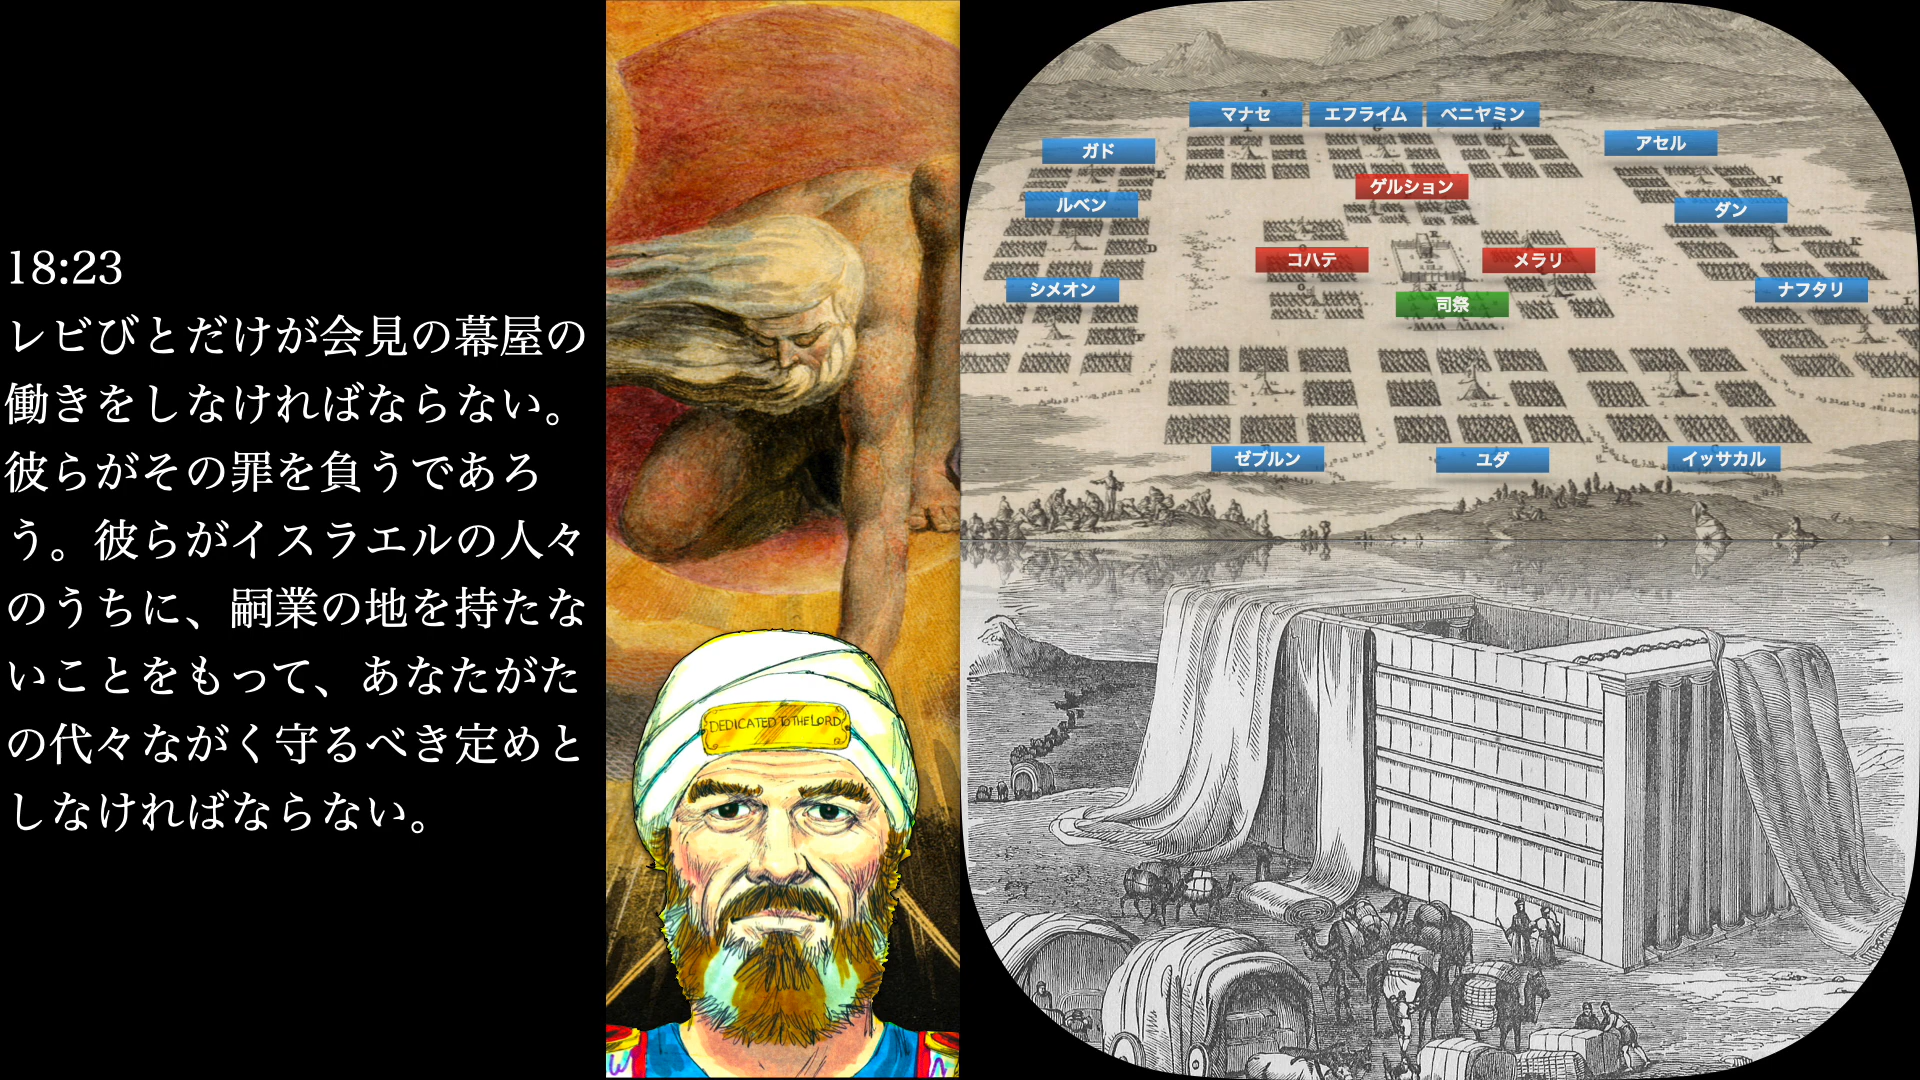 18:23
レビびとだけが会見の幕屋の
働きをしなければならない。
彼らがその罪を負うであろ
う。彼らがイスラエルの人々
のうちに、嗣業の地を持たな
いことをもって、あなたがた
の代々ながく守るべき定めと
しなければならない。
DEDICATED TO THE LORD
マナセ エフライム ベニヤミン
ガド
アセル
ゲルション
ルベン
ダン
コハテ
メラリ
シメオン
司祭
ナフタリ
ゼブルン
ユダ
イッサカル